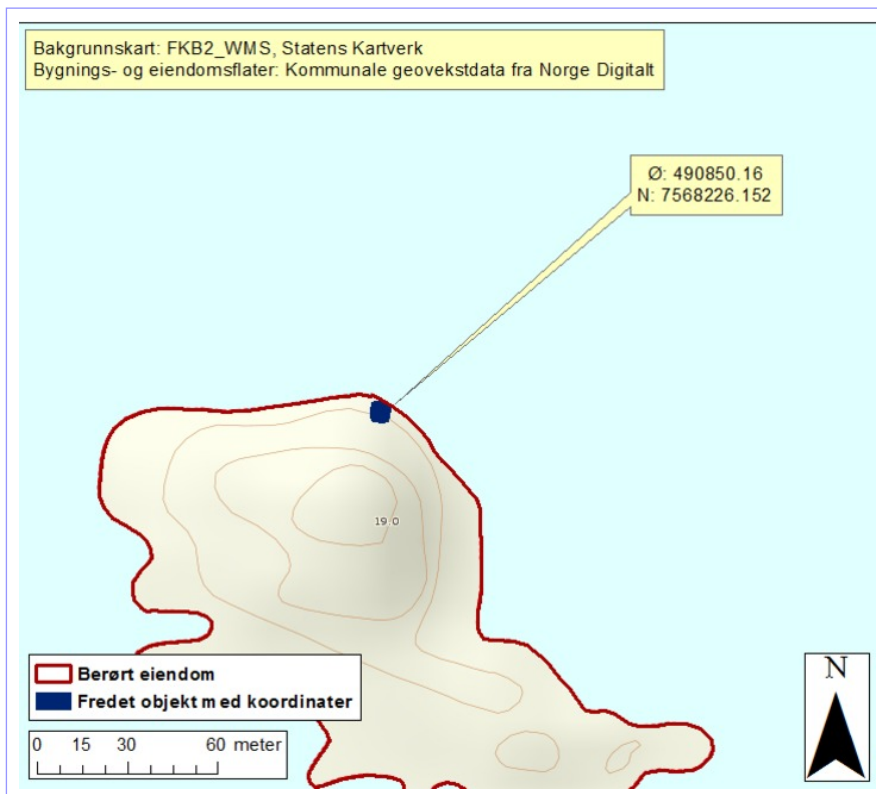 Bakgrunnskart: FKB2_WMS, Statens Kartverk
Bygnings- og eiendomsflater: Kommunale geovekstdata fra Norge Digitalt
Ø: 490850.16
N: 7568226.152
19.0
Berørt eiendom
Fredet objekt med koordinater
0 15 30 60 meter
N